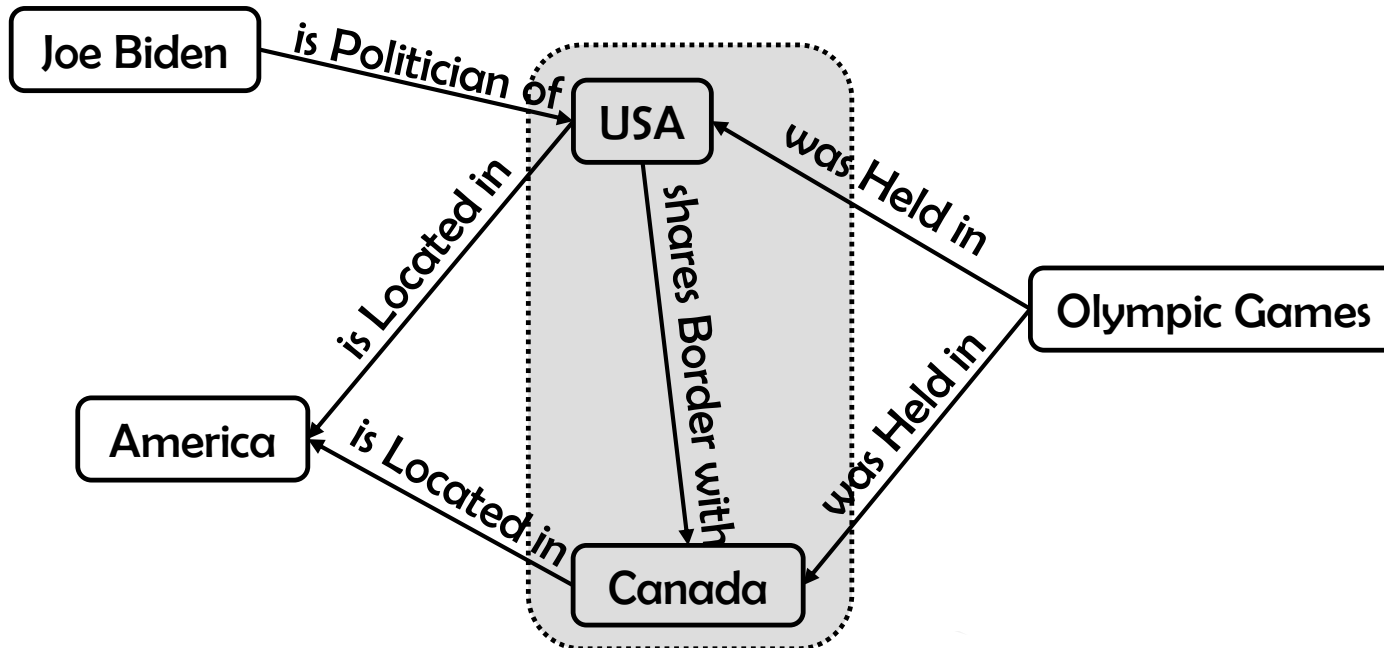 Joe Biden
is Politician of
USA
was Held in
is Located in
shares Border with
Olympic Games
America
is Located in
was Held in
Canada